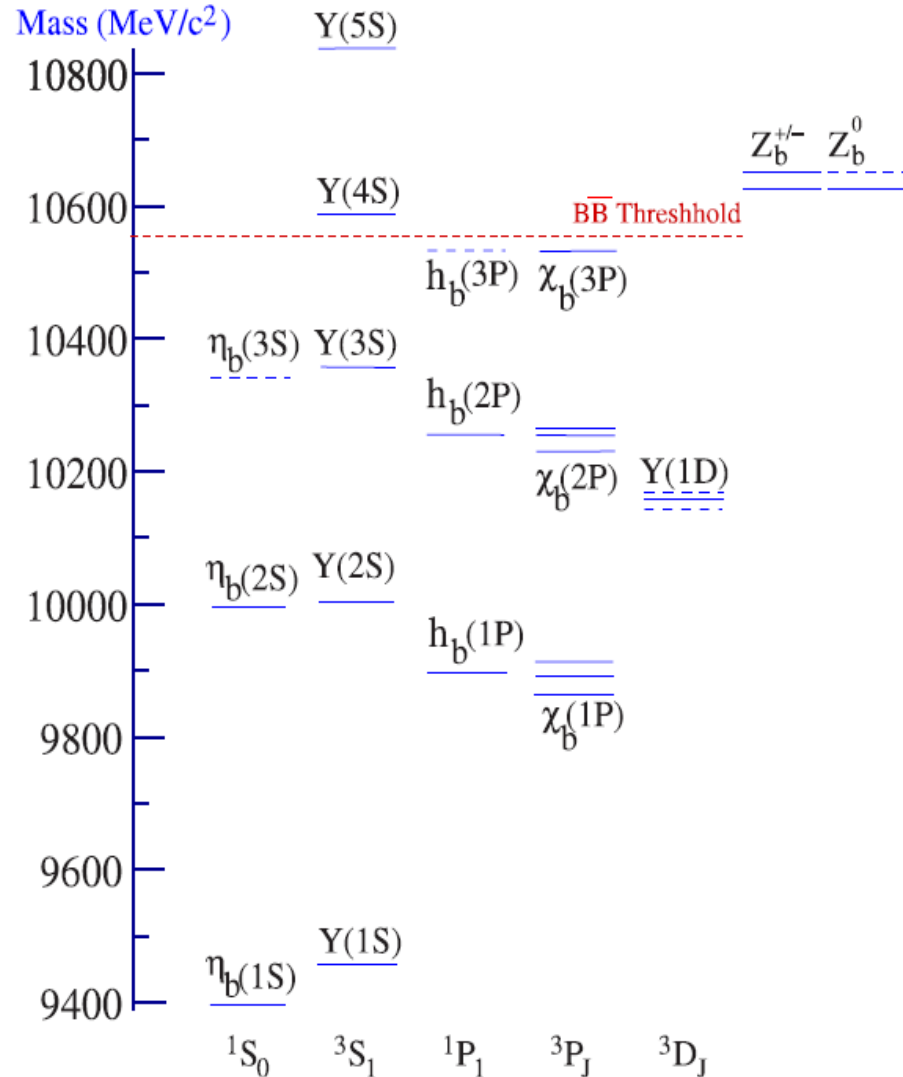 Mass (MeV/c²)
Y(5S)
10800
Z_b^{+/-} Z_b^0
10600
Y(4S)
BB̅ Threshhold
h_b(3P) χ_b(3P)
10400
η_b(3S) Y(3S)
h_b(2P)
10200
χ_b(2P) Y(1D)
η_b(2S) Y(2S)
10000
h_b(1P)
χ_b(1P)
9800
9600
Y(1S)
η_b(1S)
9400
¹S₀ ³S₁ ¹P₁ ³P_J ³D_J